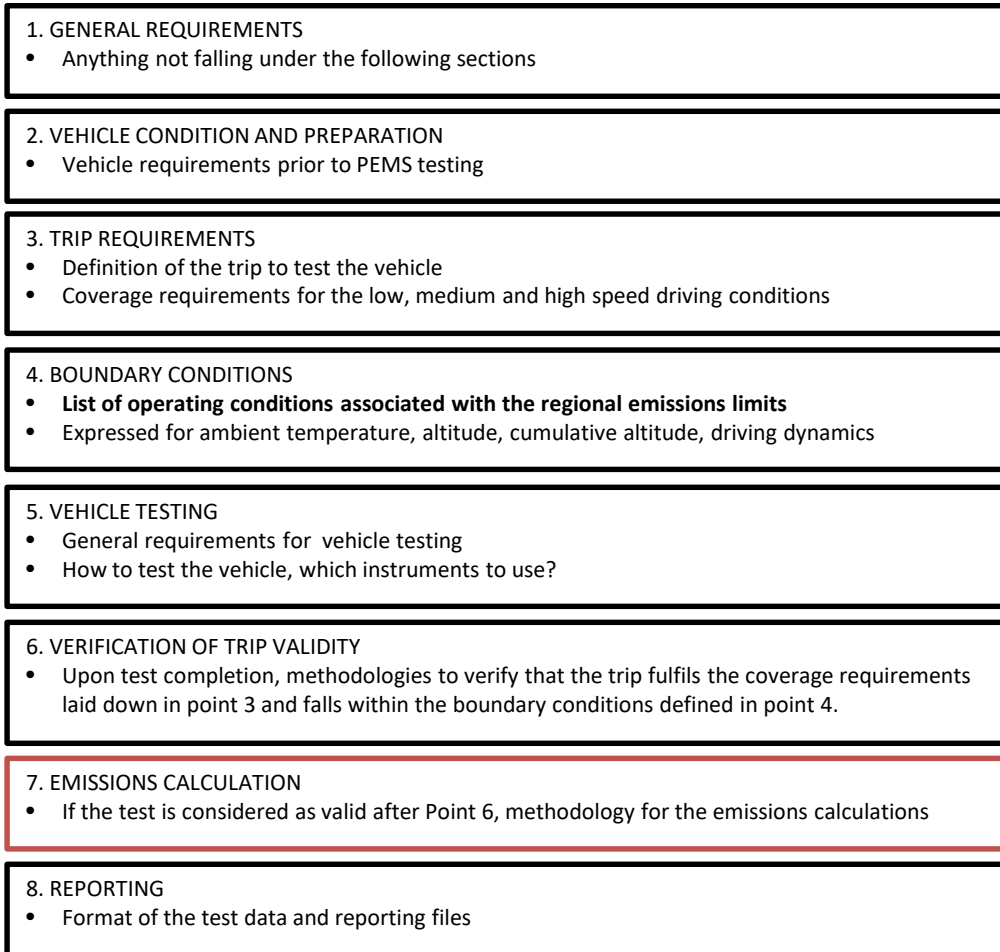 1. GENERAL REQUIREMENTS
• Anything not falling under the following sections
2. VEHICLE CONDITION AND PREPARATION
• Vehicle requirements prior to PEMS testing
3. TRIP REQUIREMENTS
• Definition of the trip to test the vehicle
• Coverage requirements for the low, medium and high speed driving conditions
4. BOUNDARY CONDITIONS
• List of operating conditions associated with the regional emissions limits
• Expressed for ambient temperature, altitude, cumulative altitude, driving dynamics
5. VEHICLE TESTING
• General requirements for vehicle testing
• How to test the vehicle, which instruments to use?
6. VERIFICATION OF TRIP VALIDITY
• Upon test completion, methodologies to verify that the trip fulfils the coverage requirements
laid down in point 3 and falls within the boundary conditions defined in point 4.
7. EMISSIONS CALCULATION
• If the test is considered as valid after Point 6, methodology for the emissions calculations
8. REPORTING
• Format of the test data and reporting files